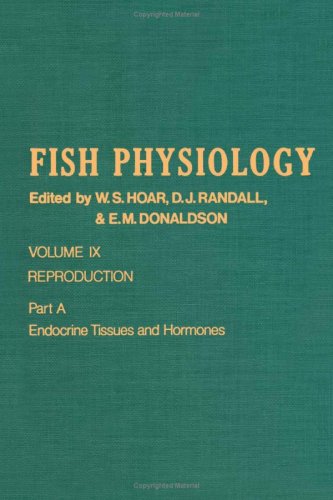 FISH PHYSIOLOGY
Edited by W. S. HOAR, D. J. RANDALL,
& E. M. DONALDSON
VOLUME IX
REPRODUCTION
Part A
Endocrine Tissues and Hormones